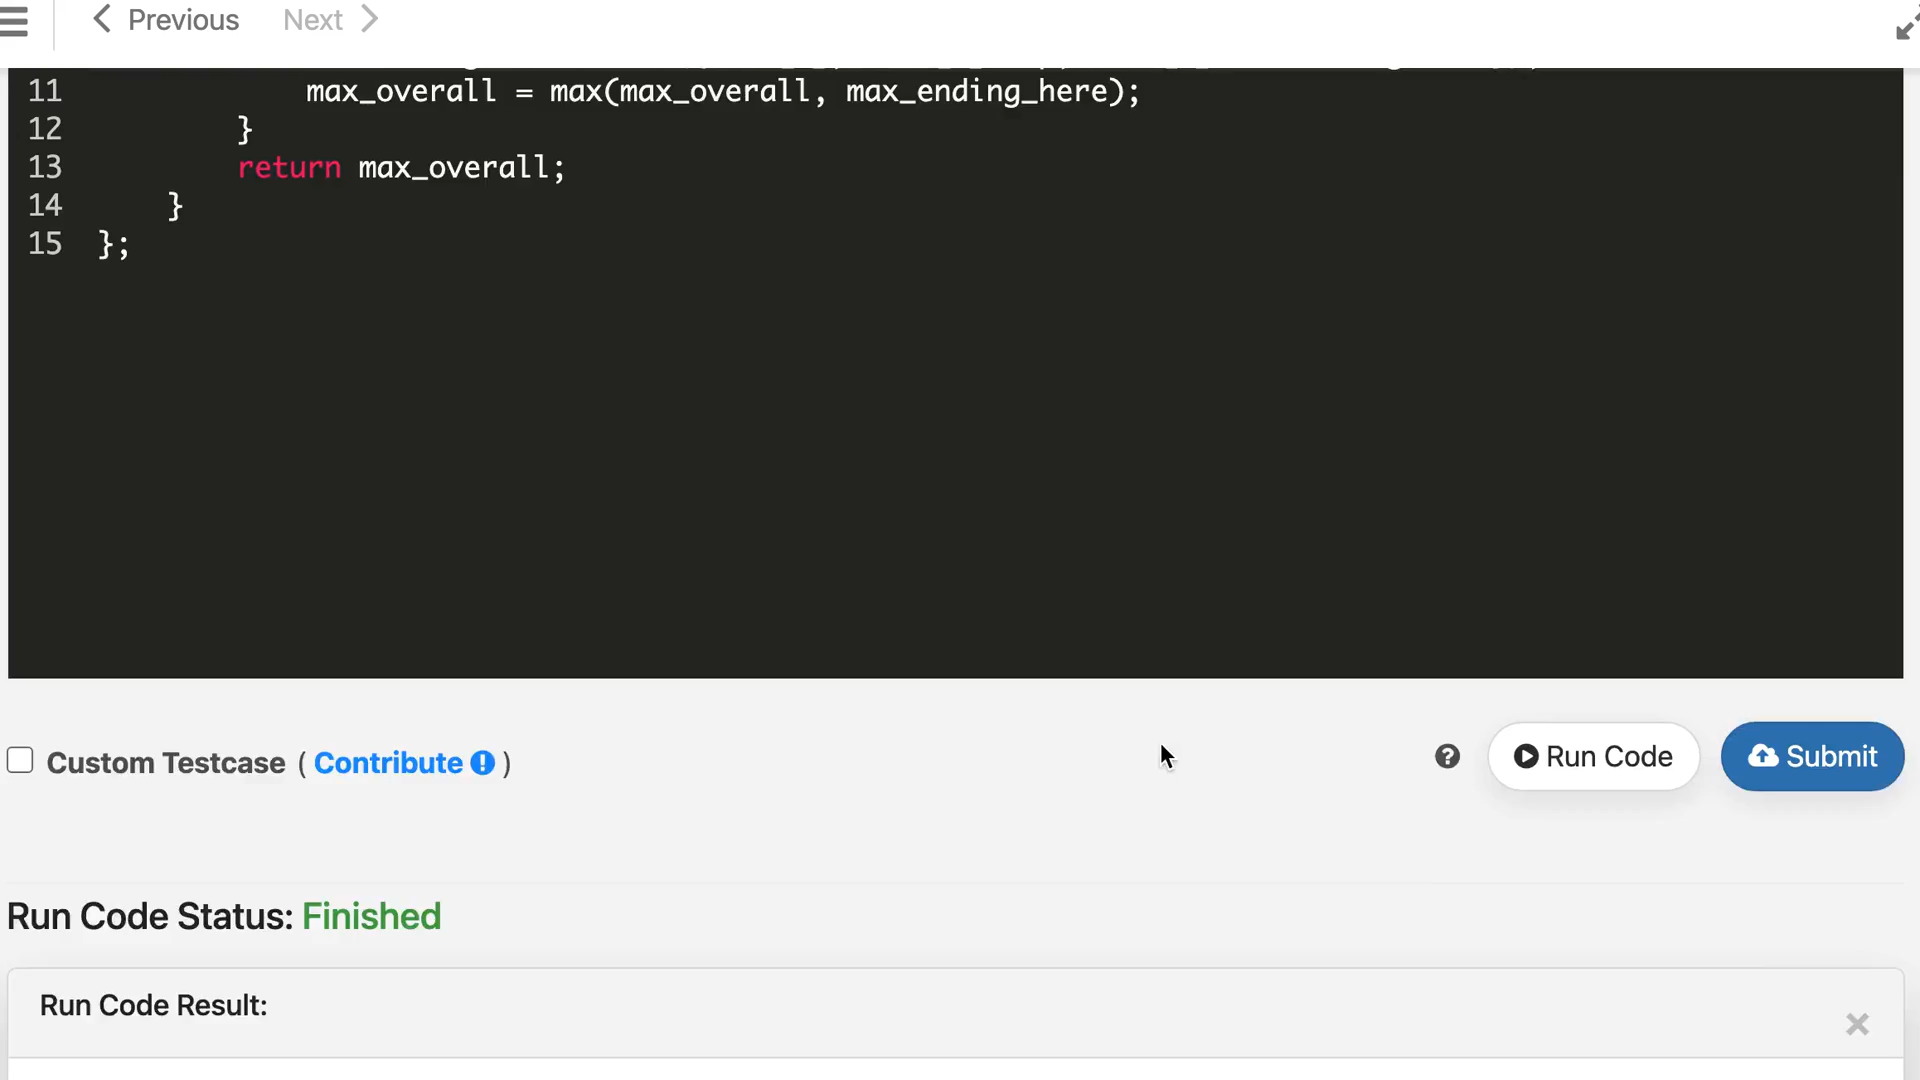 Previous Next
11 max_overall = max(max_overall, max_ending_here);
12 }
13 return max_overall;
14 }
15 };
Custom Testcase ( Contribute ! ) ? Run Code Submit
Run Code Status: Finished
Run Code Result:
×